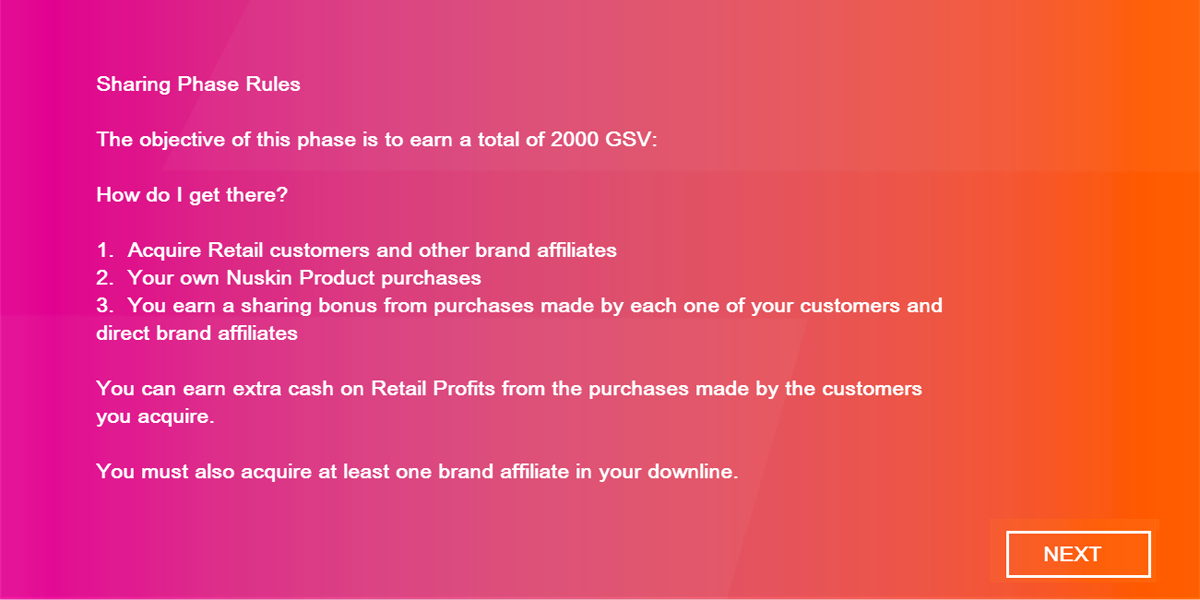 Sharing Phase Rules
The objective of this phase is to earn a total of 2000 GSV:
How do I get there?
1. Acquire Retail customers and other brand affiliates
2. Your own Nuskin Product purchases
3. You earn a sharing bonus from purchases made by each one of your customers and
direct brand affiliates
You can earn extra cash on Retail Profits from the purchases made by the customers
you acquire.
You must also acquire at least one brand affiliate in your downline.
NEXT